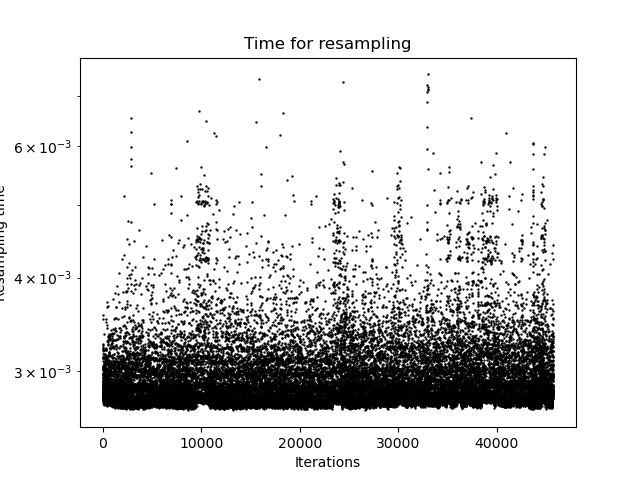 Time for resampling
6 × 10⁻³
4 × 10⁻³
3 × 10⁻³
Resampling time
0 10000 20000 30000 40000
Iterations